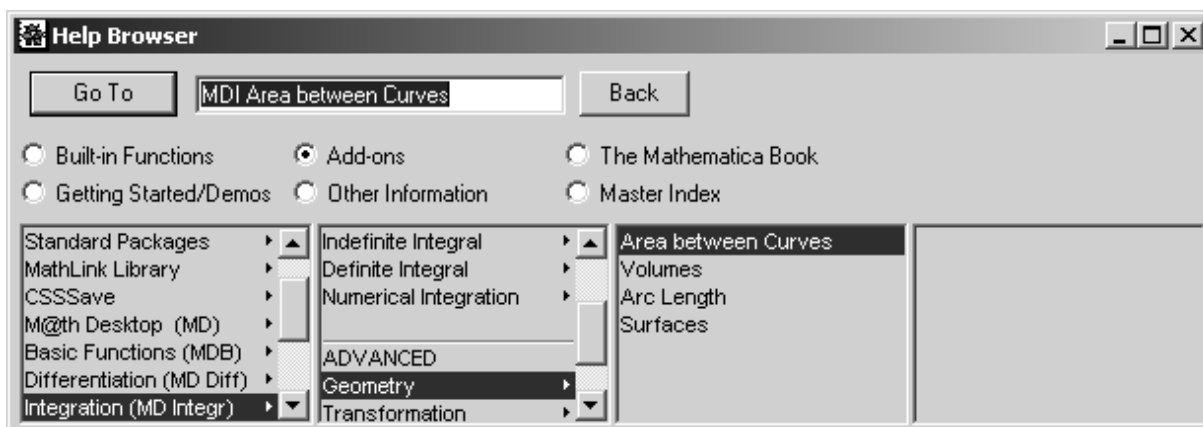 Help Browser
Go To
MDI Area between Curves
Back
Built-in Functions
Add-ons
The Mathematica Book
Getting Started/Demos
Other Information
Master Index
Standard Packages
MathLink Library
CSSSave
M@th Desktop (MD)
Basic Functions (MDB)
Differentiation (MD Diff)
Integration (MD Integr)
Indefinite Integral
Definite Integral
Numerical Integration
ADVANCED
Geometry
Transformation
Area between Curves
Volumes
Arc Length
Surfaces